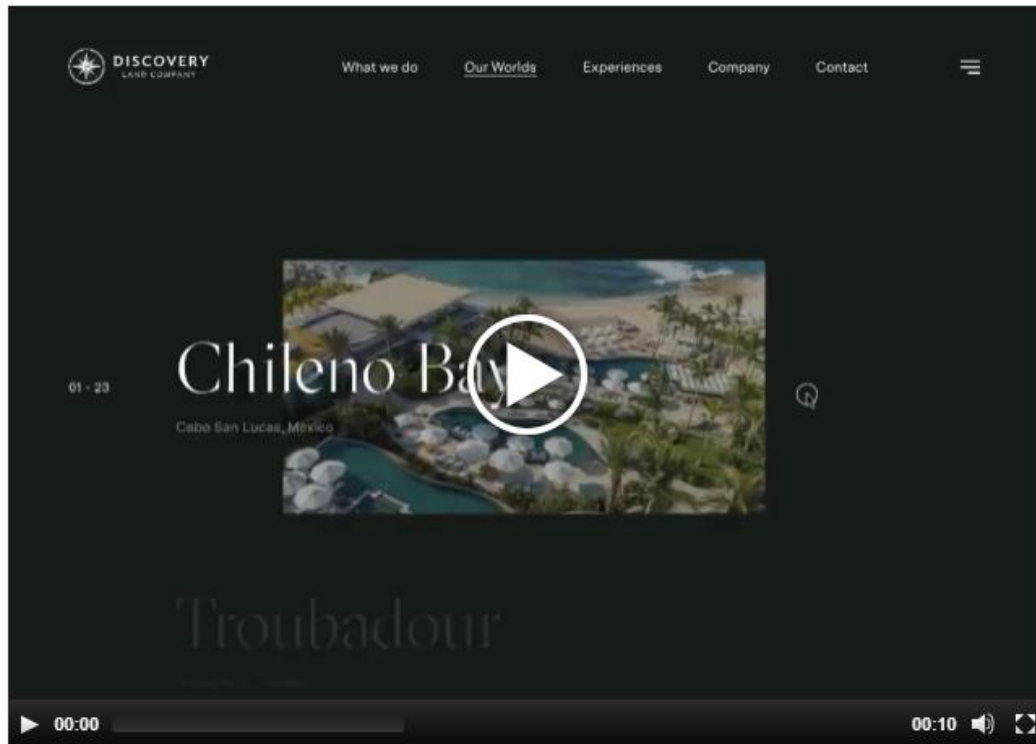 DISCOVERY
LAND COMPANY
What we do
Our Worlds
Experiences
Company
Contact
01 - 23
Chileno Bay
Cabo San Lucas, México
Troubadour
00:00
00:10